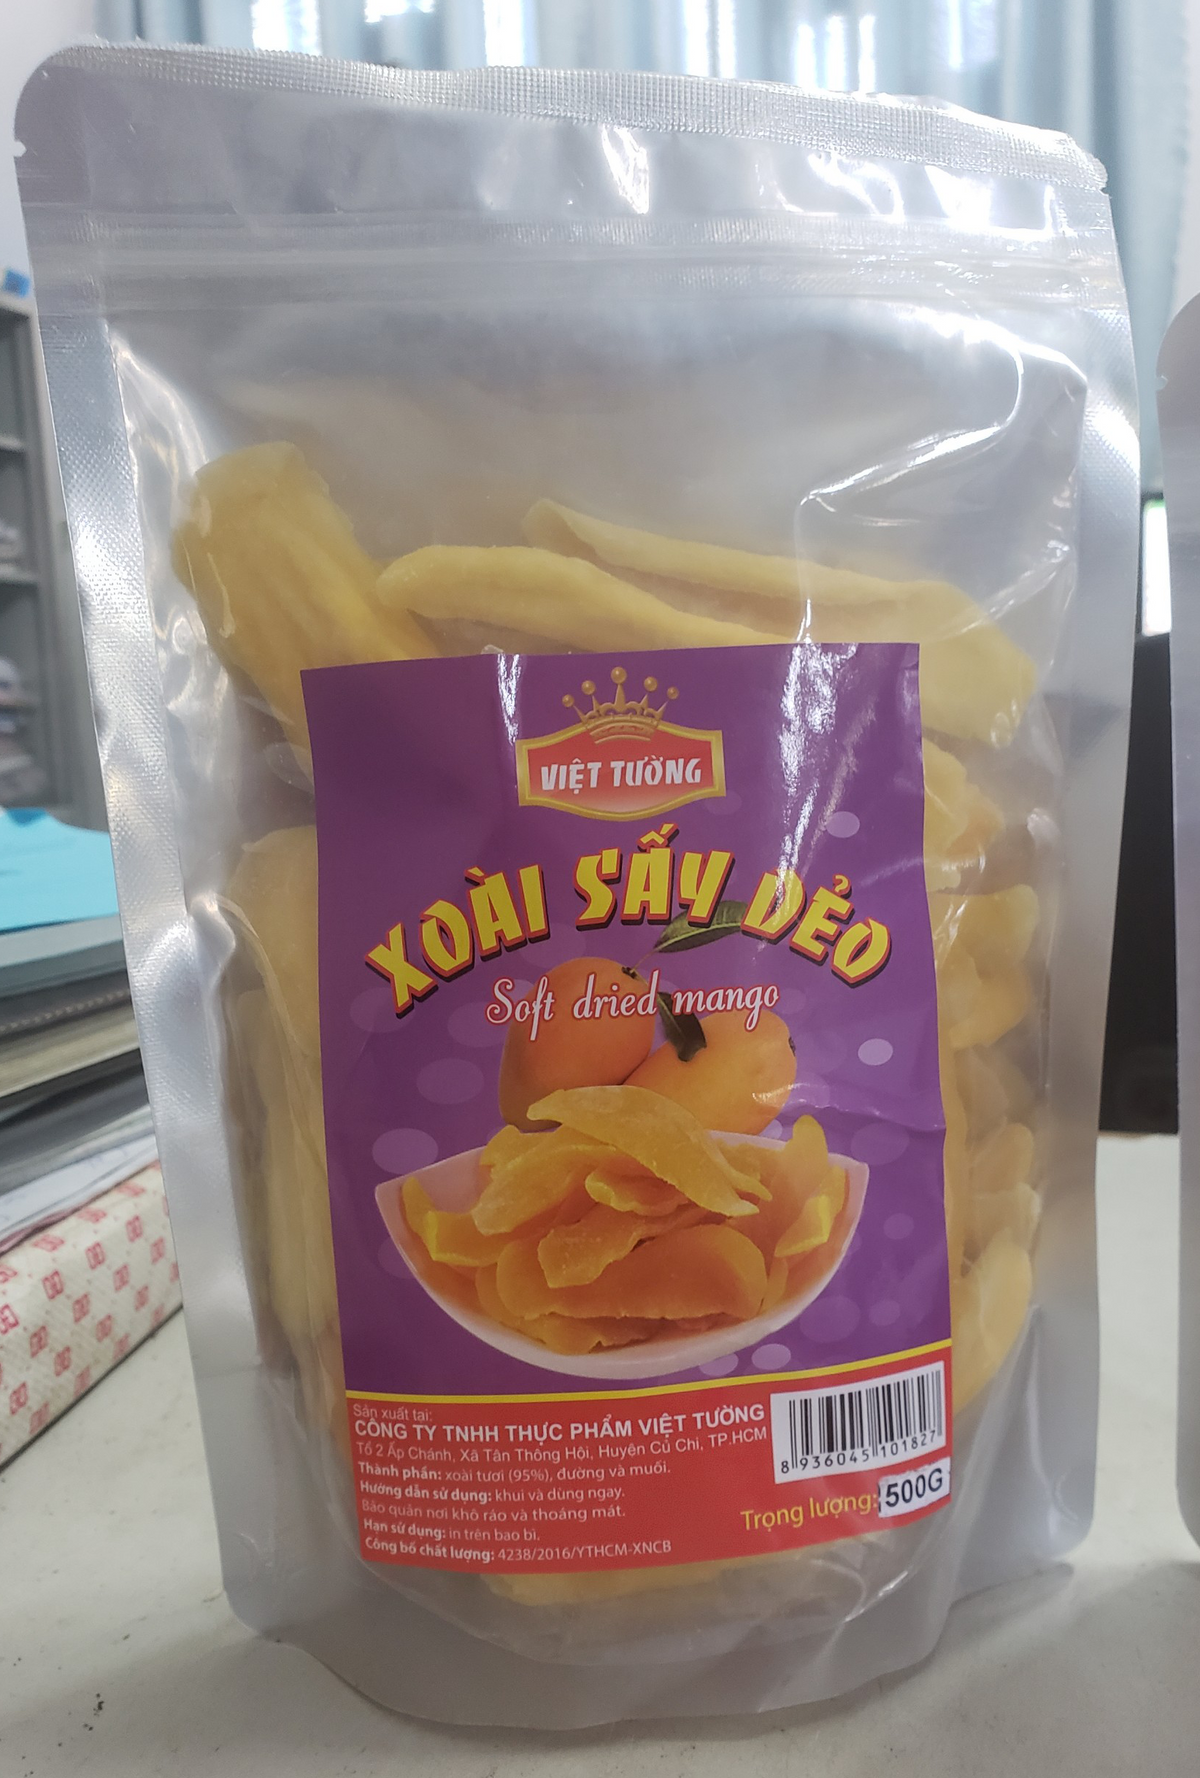 VIỆT TƯỜNG
XOÀI SẤY DẺO
Soft dried mango
Sản xuất tại:
CÔNG TY TNHH THỰC PHẨM VIỆT TƯỜNG
Tổ 2 Ấp Chánh, Xã Tân Thông Hội, Huyện Củ Chi, TP.HCM
Thành phần: xoài tươi (95%), đường và muối.
Hướng dẫn sử dụng: khui và dùng ngay.
Bảo quản nơi khô ráo và thoáng mát.
Hạn sử dụng: in trên bao bì.
Công bố chất lượng: 4238/2016/YTHCM-XNCB
8 936045 101827
Trọng lượng: 500G